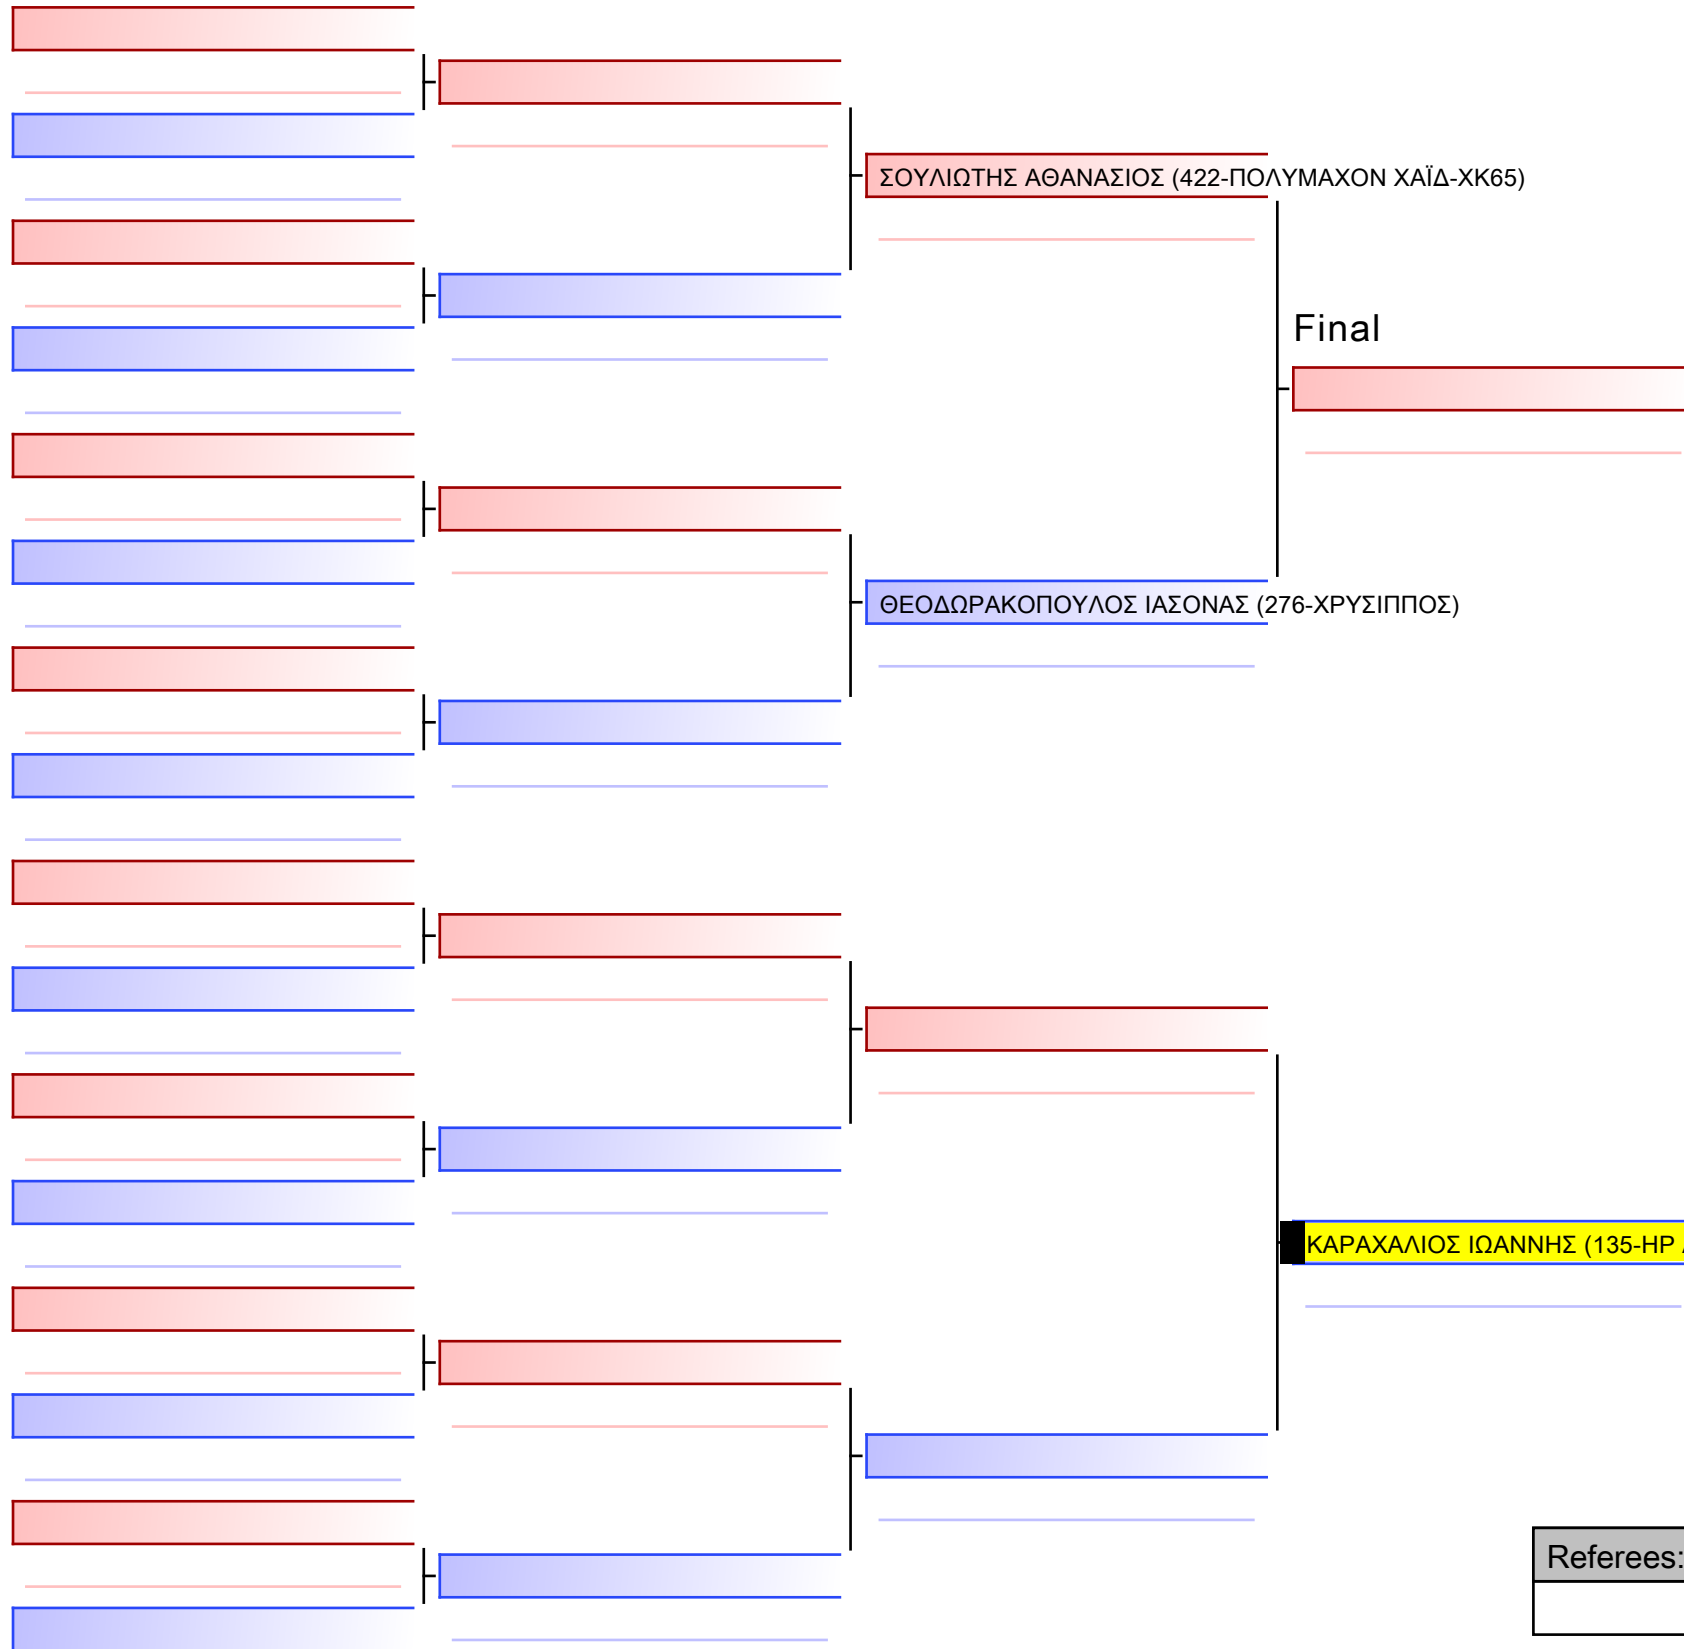 ΣΟΥΛΙΩΤΗΣ ΑΘΑΝΑΣΙΟΣ (422-ΠΟΛΥΜΑΧΟΝ ΧΑΪΔ-ΧΚ65)
Final
ΘΕΟΔΩΡΑΚΟΠΟΥΛΟΣ ΙΑΣΟΝΑΣ (276-ΧΡΥΣΙΠΠΟΣ)
ΚΑΡΑΧΑΛΙΟΣ ΙΩΑΝΝΗΣ (135-ΗΡ
Referees: